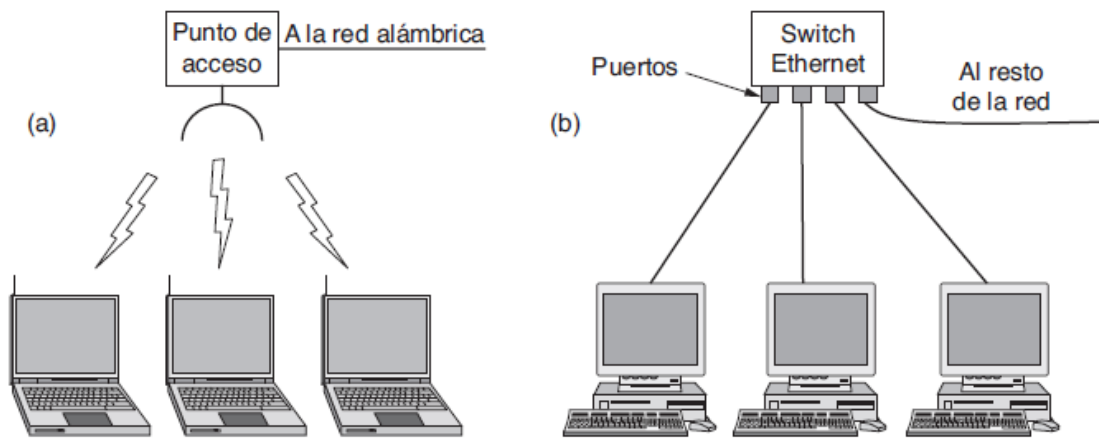 (a)
Punto de
acceso
A la red alámbrica
(b)
Switch
Ethernet
Puertos
Al resto
de la red